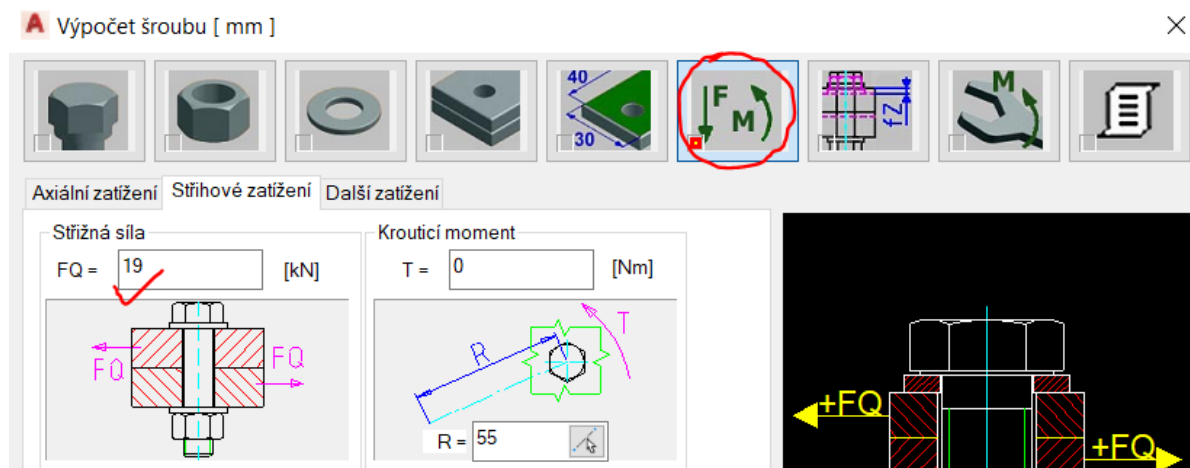 A Výpočet šroubu [ mm ]
40
30
F
M
fZ
M
Axiální zatížení Střihové zatížení Další zatížení
Střižná síla
FQ = 19 [kN]
FQ
FQ
Krouticí moment
T = 0 [Nm]
T
R
R = 55
+FQ
+FQ